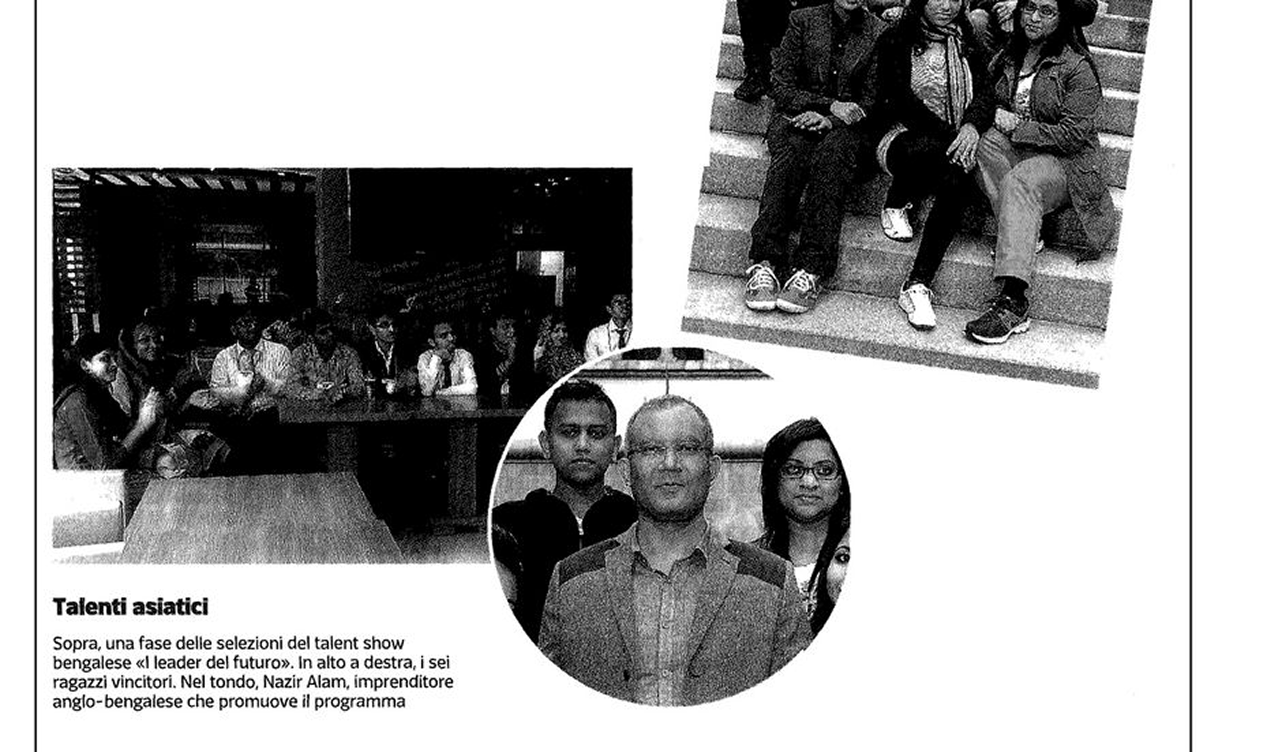 Talenti asiatici
Sopra, una fase delle selezioni del talent show
bengalese «I leader del futuro». In alto a destra, i sei
ragazzi vincitori. Nel tondo, Nazir Alam, imprenditore
anglo-bengalese che promuove il programma